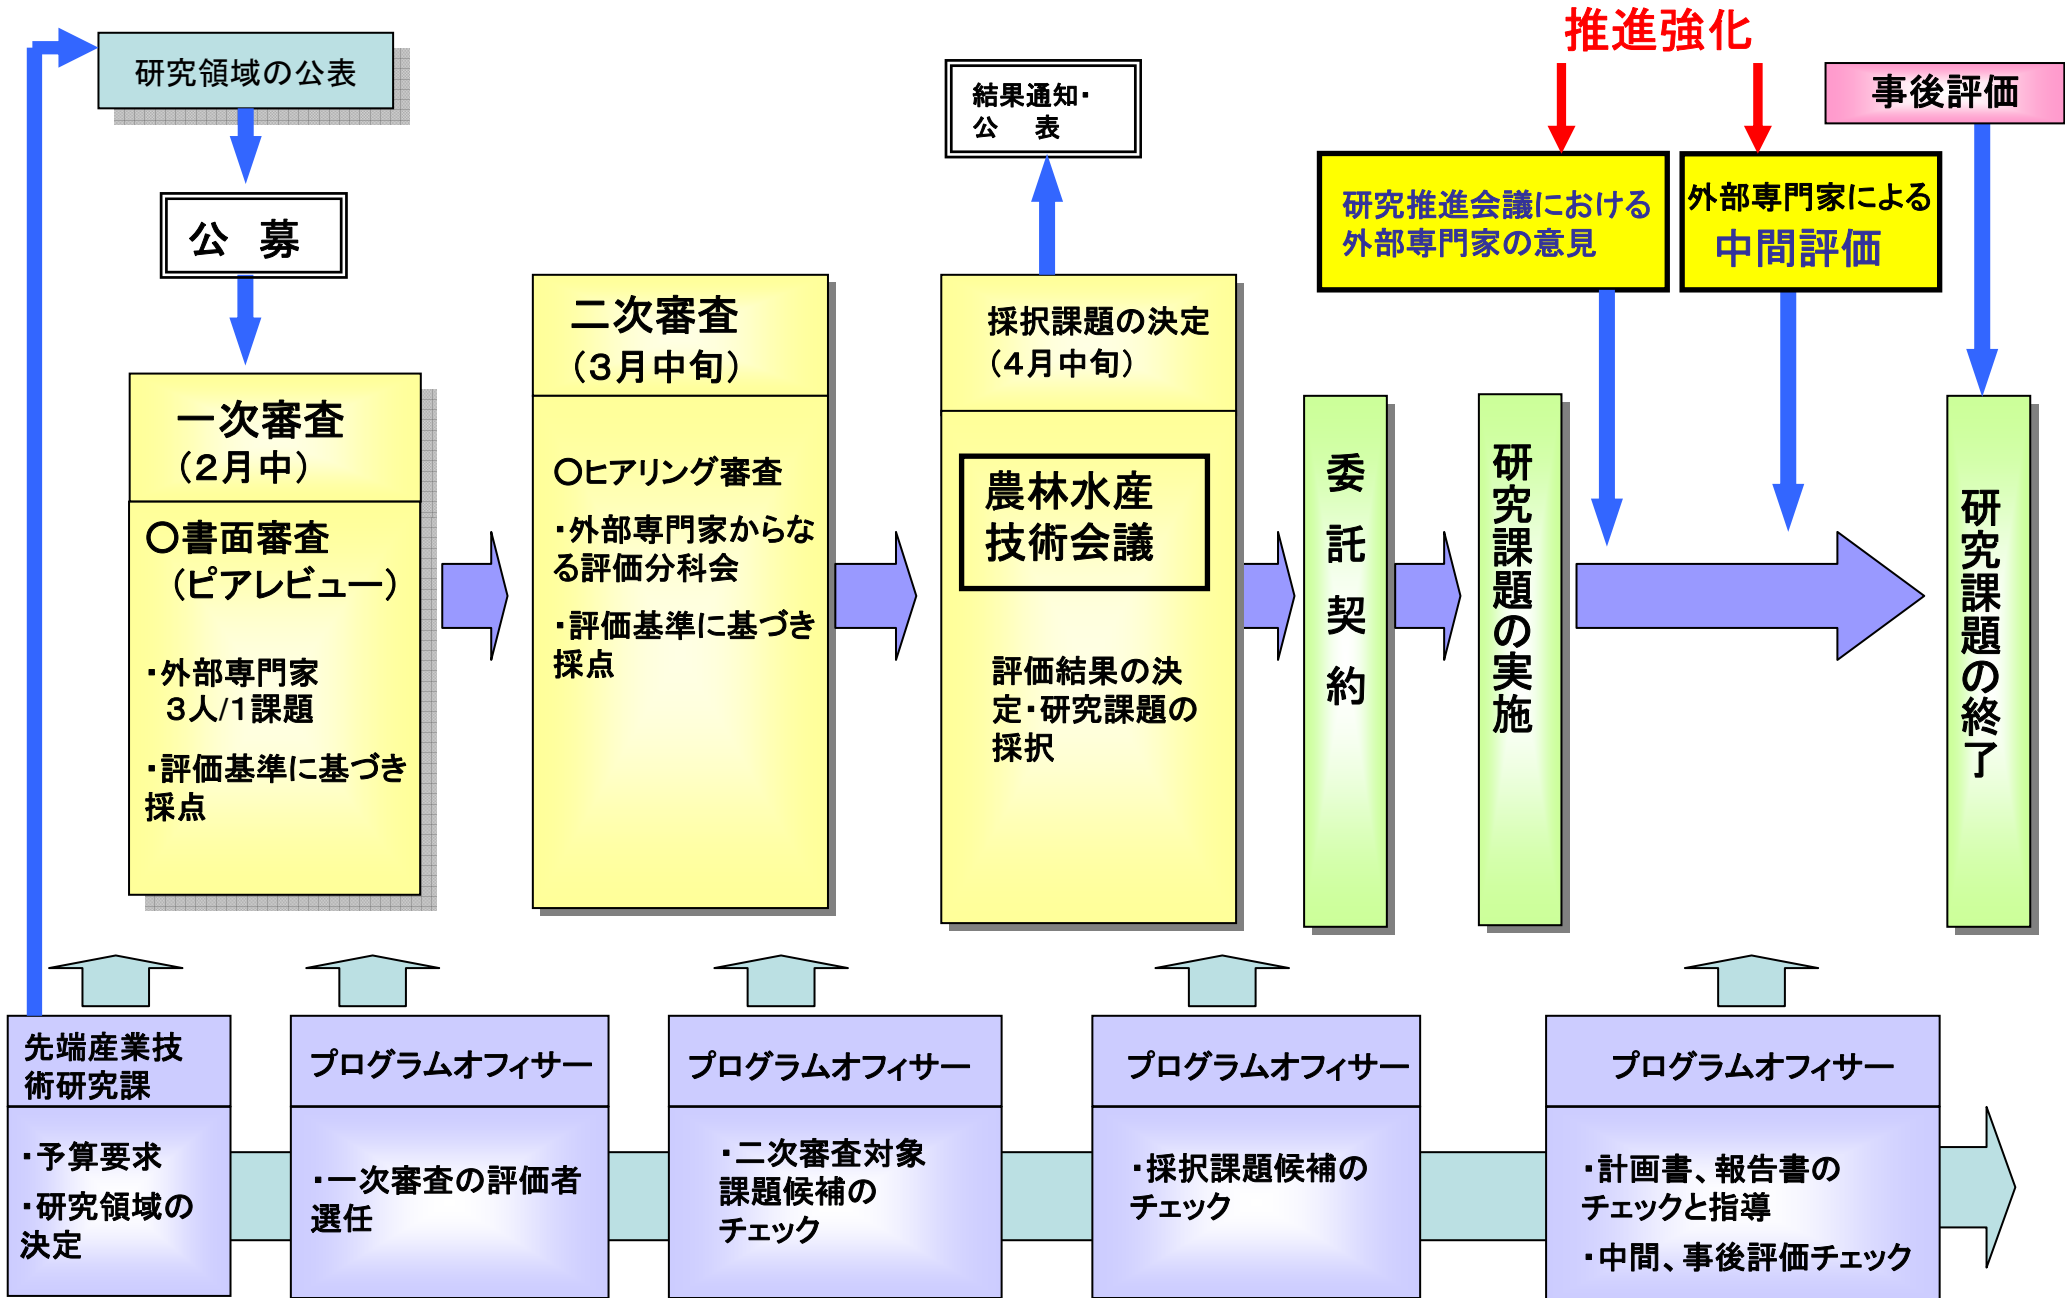 研究領域の公表
公　募
一次審査
（２月中）
〇書面審査
（ピアレビュー）
・外部専門家
３人/１課題
・評価基準に基づき
採点
二次審査
（３月中旬）
〇ヒアリング審査
・外部専門家からな
る評価分科会
・評価基準に基づき
採点
結果通知・
公　表
採択課題の決定
（４月中旬）
農林水産
技術会議
評価結果の決
定・研究課題の
採択
委託契約
研究課題の実施
推進強化
研究推進会議における
外部専門家の意見
外部専門家による
中間評価
事後評価
研究課題の終了
先端産業技
術研究課
・予算要求
・研究領域の
決定
プログラムオフィサー
・一次審査の評価者
選任
プログラムオフィサー
・二次審査対象
課題候補の
チェック
プログラムオフィサー
・採択課題候補の
チェック
プログラムオフィサー
・計画書、報告書の
チェックと指導
・中間、事後評価チェック